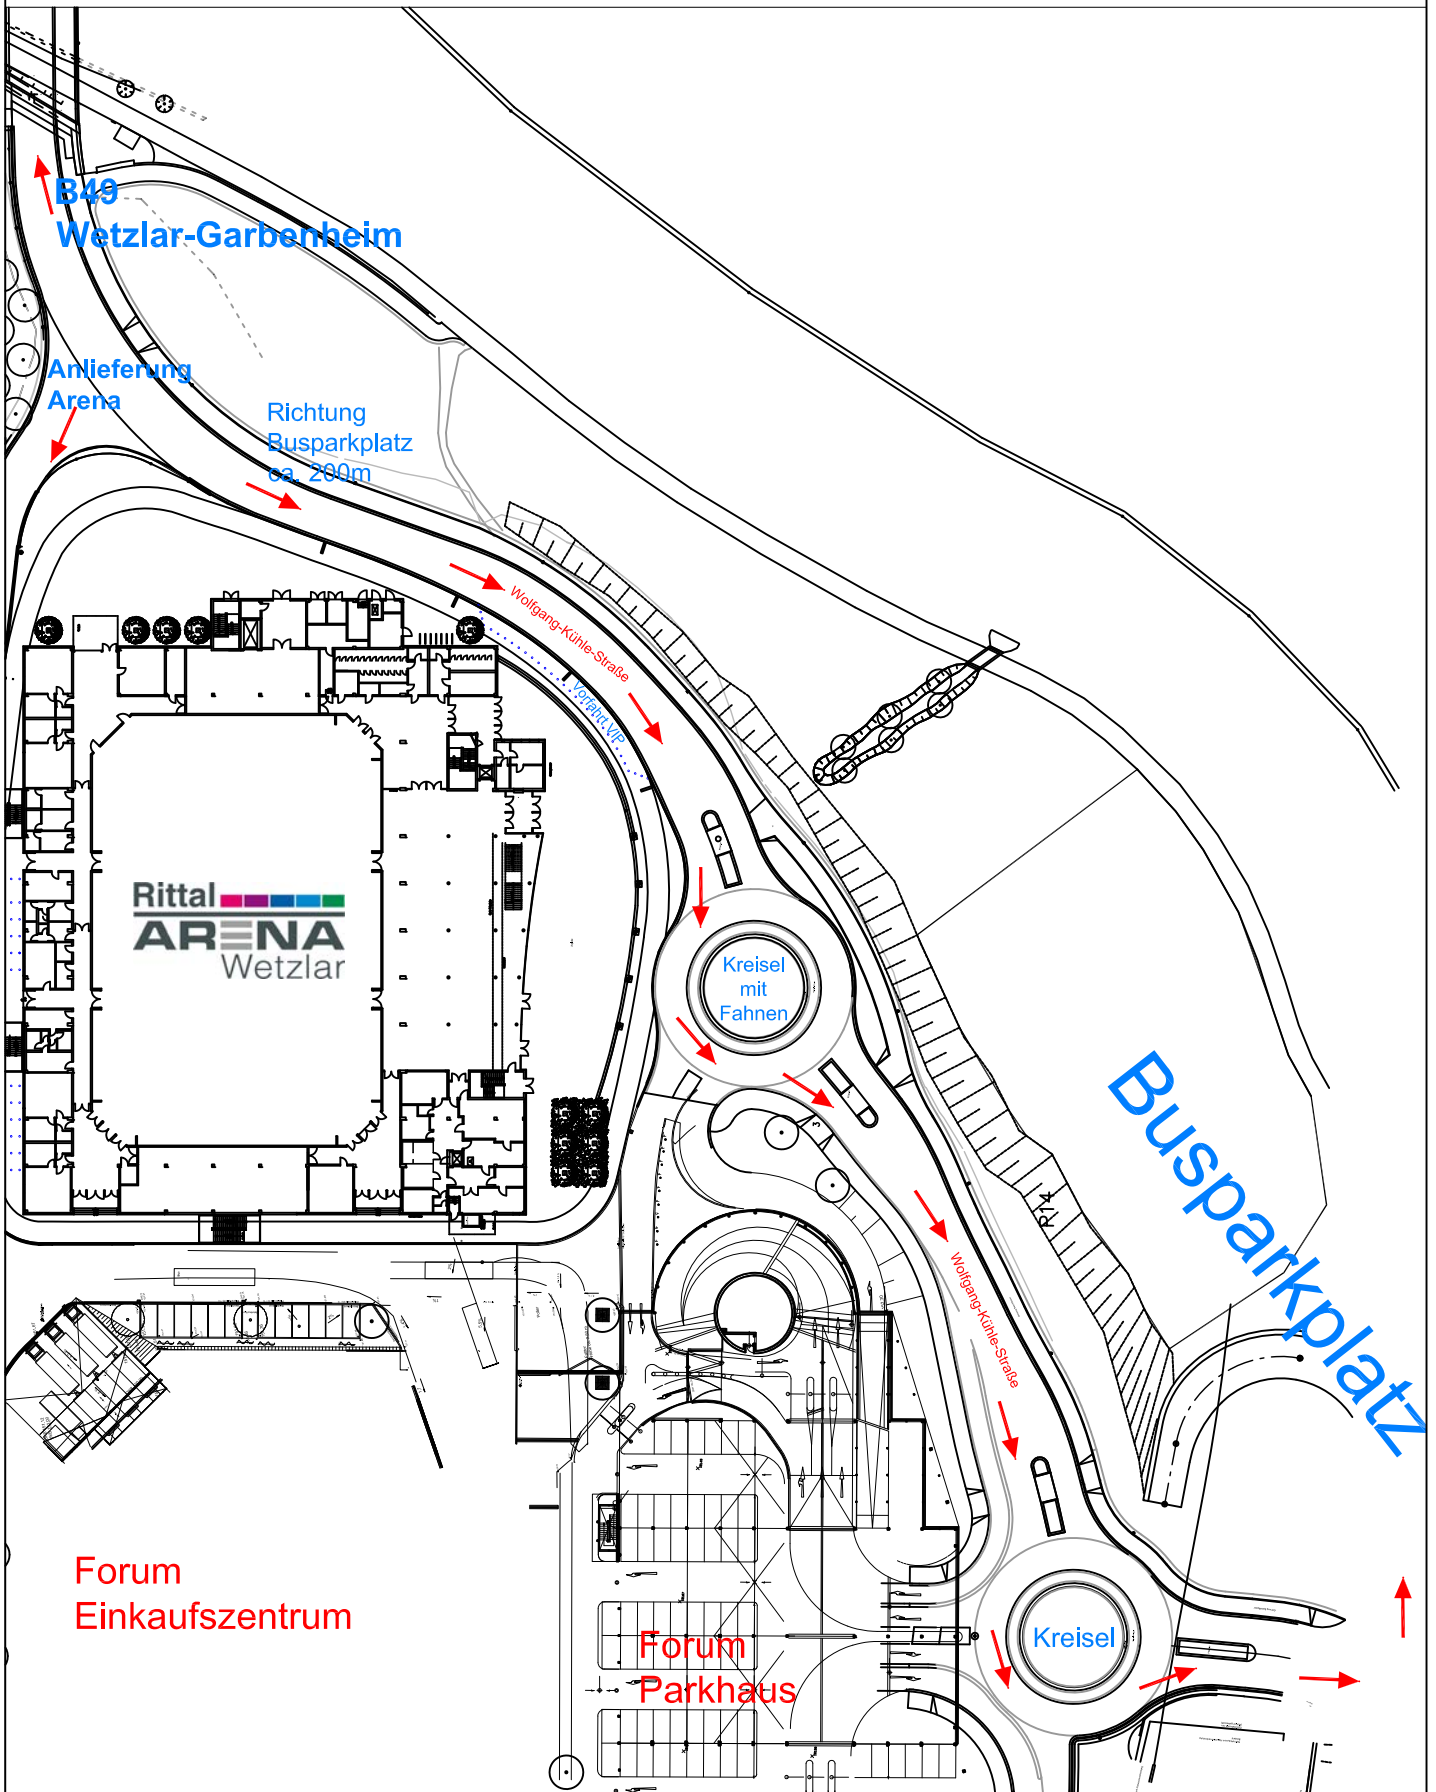 B49
Wetzlar-Garbenheim
Anlieferung
Arena
Richtung
Busparkplatz
ca. 200m
Wolfgang-Kühle-Straße
Vorfahrt VIP
Rittal
ARENA
Wetzlar
Kreisel
mit
Fahnen
Busparkplatz
3
R14
Wolfgang-Kühle-Straße
Forum
Einkaufszentrum
Forum
Parkhaus
Kreisel